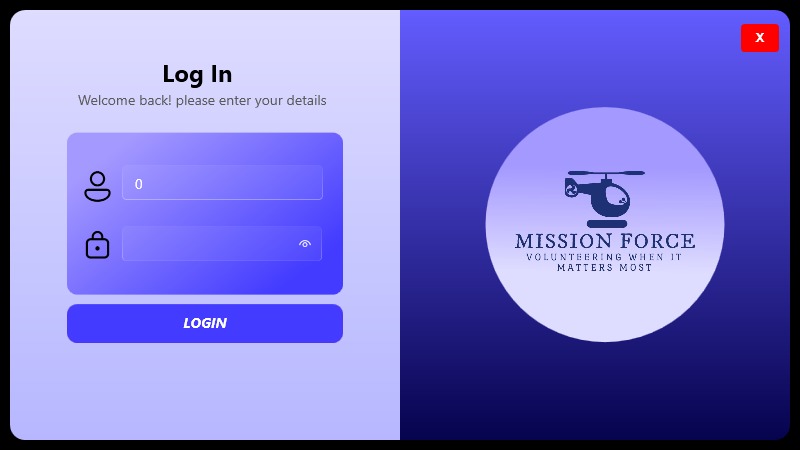 Log In
Welcome back! please enter your details
0
LOGIN
X
MISSION FORCE
VOLUNTEERING WHEN IT
MATTERS MOST